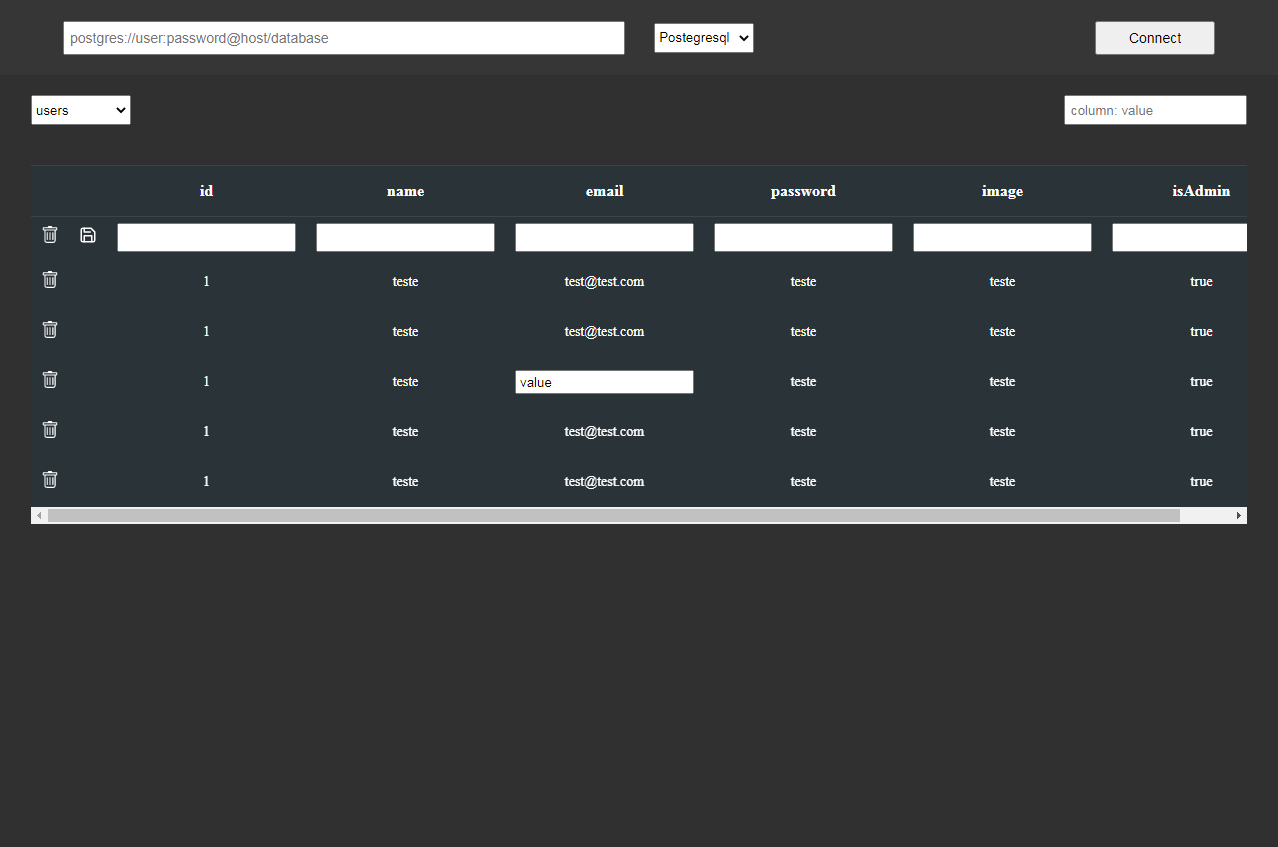 postgres://user:password@host/database Postegresql Connect
users column: value
id name email password image isAdmin
1 teste test@test.com teste teste true
1 teste test@test.com teste teste true
1 teste value teste teste true
1 teste test@test.com teste teste true
1 teste test@test.com teste teste true